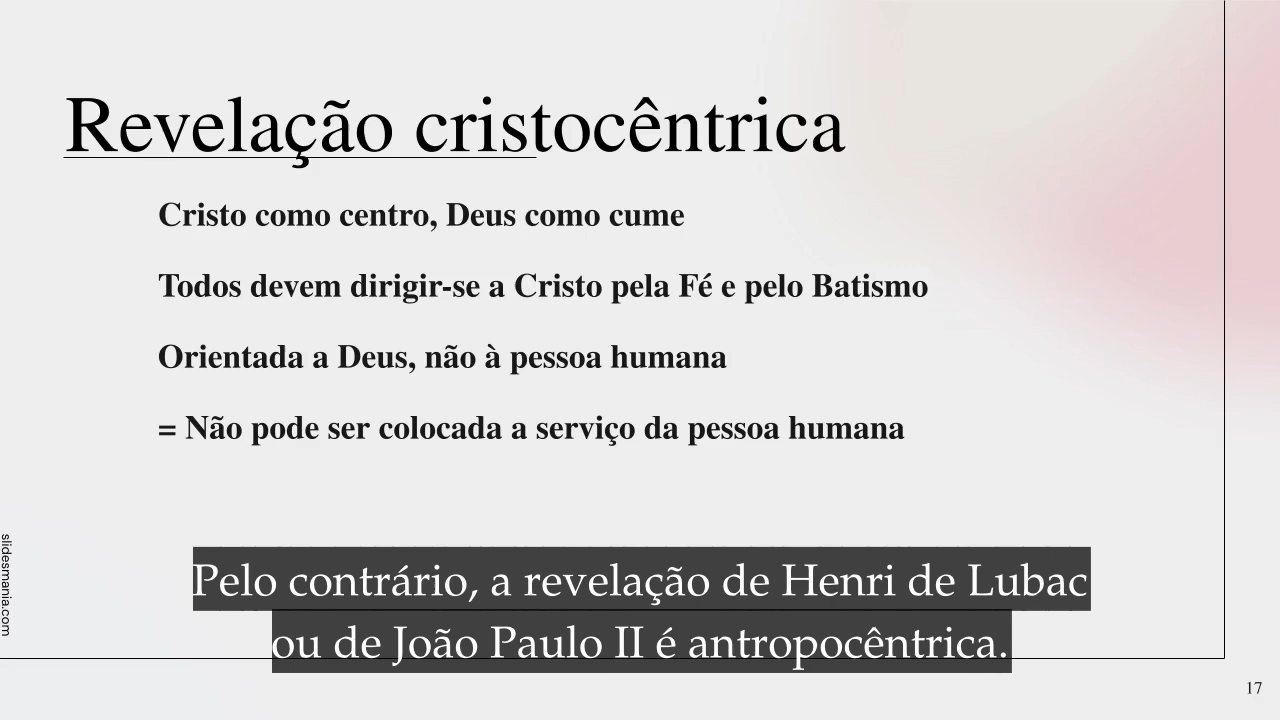 Revelação cristocêntrica
Cristo como centro, Deus como cume
Todos devem dirigir-se a Cristo pela Fé e pelo Batismo
Orientada a Deus, não à pessoa humana
= Não pode ser colocada a serviço da pessoa humana
slidesmania.com
Pelo contrário, a revelação de Henri de Lubac
ou de João Paulo II é antropocêntrica.
17